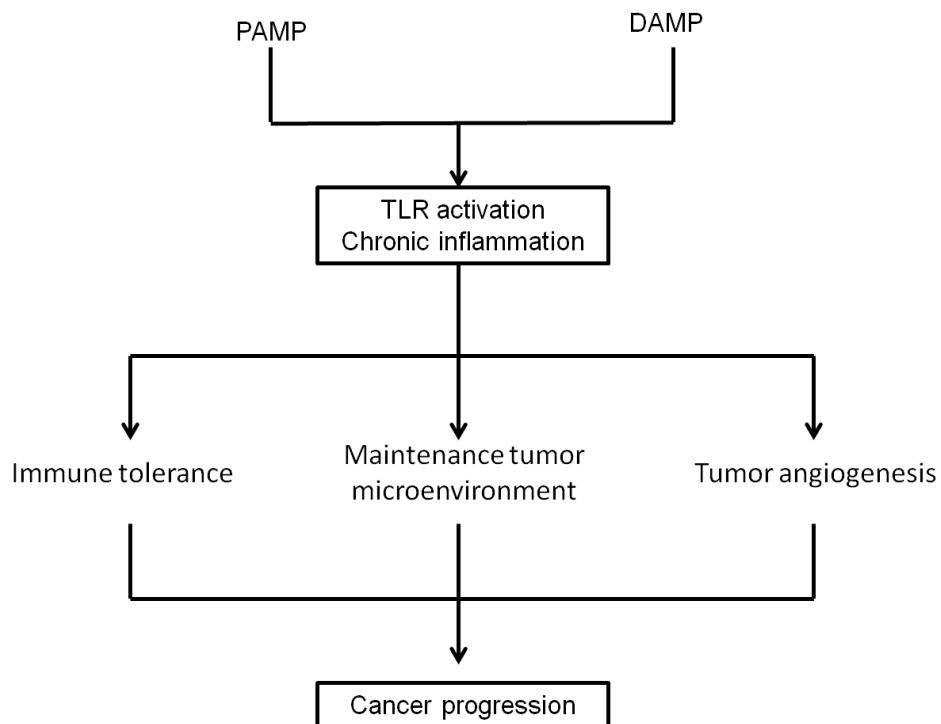 PAMP
DAMP
TLR activation
Chronic inflammation
Immune tolerance
Maintenance tumor
microenvironment
Tumor angiogenesis
Cancer progression